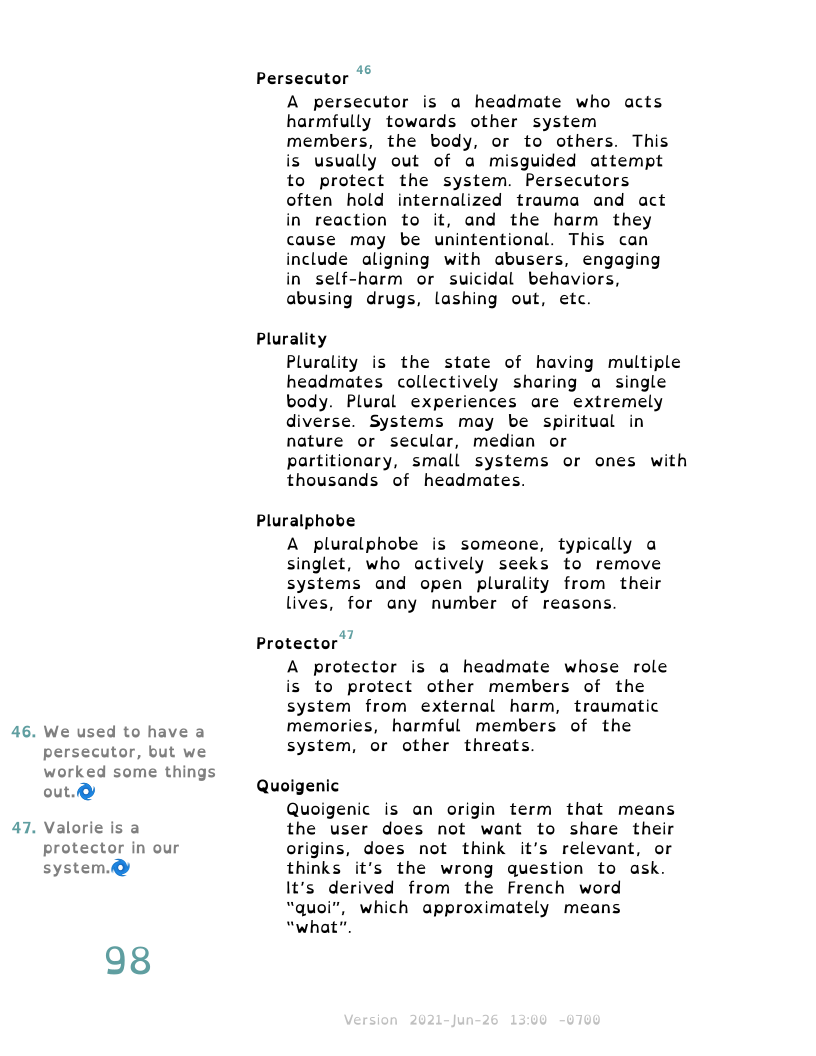 Persecutor 46
A persecutor is a headmate who acts
harmfully towards other system
members, the body, or to others. This
is usually out of a misguided attempt
to protect the system. Persecutors
often hold internalized trauma and act
in reaction to it, and the harm they
cause may be unintentional. This can
include aligning with abusers, engaging
in self-harm or suicidal behaviors,
abusing drugs, lashing out, etc.
Plurality
Plurality is the state of having multiple
headmates collectively sharing a single
body. Plural experiences are extremely
diverse. Systems may be spiritual in
nature or secular, median or
partitionary, small systems or ones with
thousands of headmates.
Pluralphobe
A pluralphobe is someone, typically a
singlet, who actively seeks to remove
systems and open plurality from their
lives, for any number of reasons.
Protector47
A protector is a headmate whose role
is to protect other members of the
system from external harm, traumatic
memories, harmful members of the
system, or other threats.
Quoigenic
Quoigenic is an origin term that means
the user does not want to share their
origins, does not think it's relevant, or
thinks it's the wrong question to ask.
It's derived from the French word
“quoi”, which approximately means
“what”.
46. We used to have a
persecutor, but we
worked some things
out.
47. Valorie is a
protector in our
system.
98
Version 2021-Jun-26 13:00 -0700